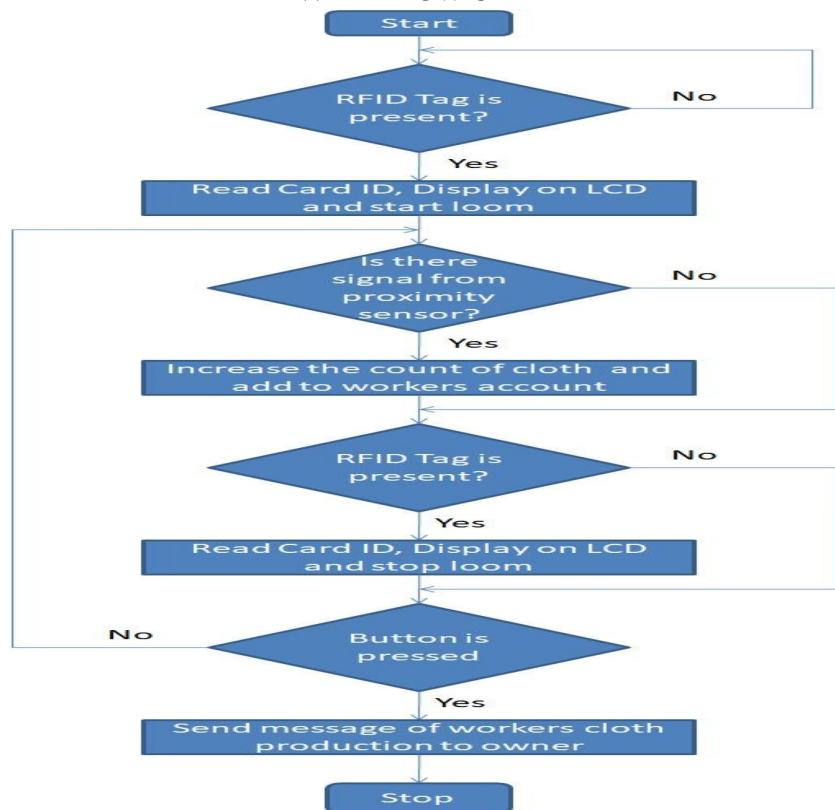 Start
RFID Tag is
present?
No
Yes
Read Card ID, Display on LCD
and start loom
Is there
signal from
proximity
sensor?
No
Yes
Increase the count of cloth and
add to workers account
RFID Tag is
present?
No
Yes
Read Card ID, Display on LCD
and stop loom
No
Button is
pressed
Yes
Send message of workers cloth
production to owner
Stop